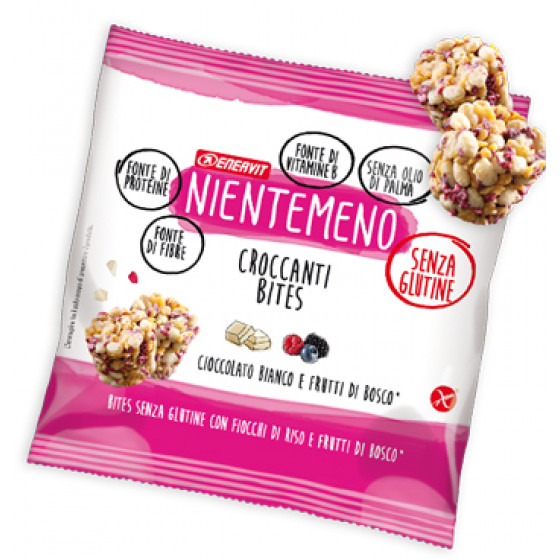 ENERVIT
NIENTEMENO
FONTE DI
PROTEINE
FONTE
DI FIBRE
FONTE DI
VITAMINE B
SENZA OLIO
DI PALMA
SENZA
GLUTINE
CROCCANTI
BITES
CIOCCOLATO BIANCO E FRUTTI DI BOSCO*
BITES SENZA GLUTINE CON FIOCCHI DI RISO E FRUTTI DI BOSCO*